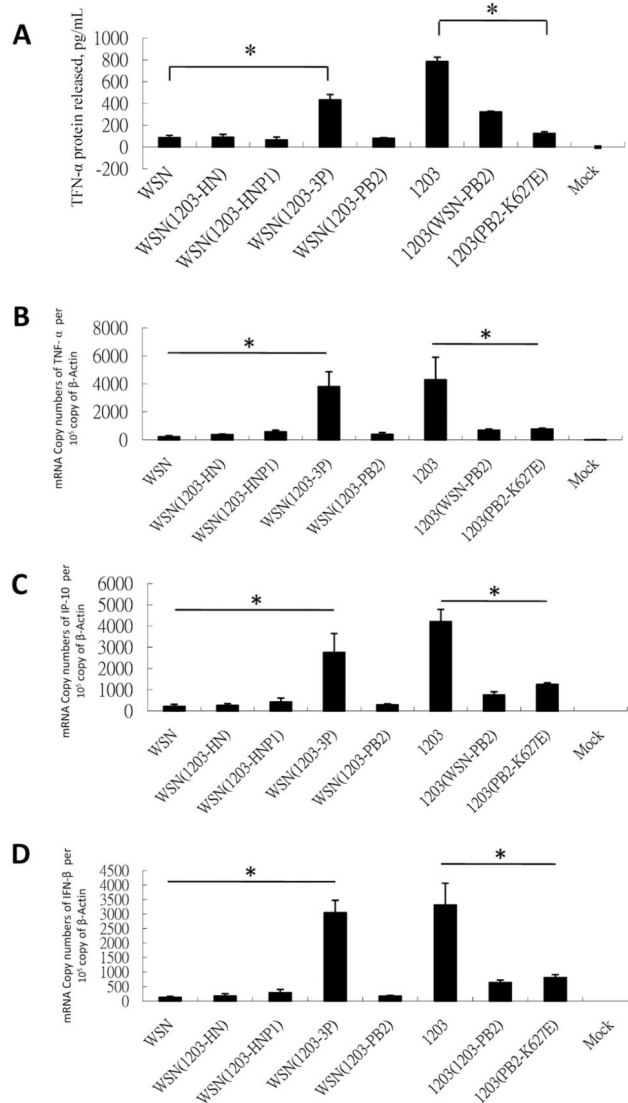 A
TFN-α protein released, pg/mL
1000
800
600
400
200
0
-200
*
*
WSN
WSN(1203-HN)
WSN(1203-HNP1)
WSN(1203-3P)
WSN(1203-PB2)
1203
1203(WSN-PB2)
1203(PB2-K627E)
Mock
B
mRNA Copy numbers of TNF- α per
10⁵ copy of β-Actin
8000
6000
4000
2000
0
*
*
WSN
WSN(1203-HN)
WSN(1203-HNP1)
WSN(1203-3P)
WSN(1203-PB2)
1203
1203(WSN-PB2)
1203(PB2-K627E)
Mock
C
mRNA Copy numbers of IP-10 per
10⁵ copy of β-Actin
6000
5000
4000
3000
2000
1000
0
*
*
WSN
WSN(1203-HN)
WSN(1203-HNP1)
WSN(1203-3P)
WSN(1203-PB2)
1203
1203(WSN-PB2)
1203(PB2-K627E)
Mock
D
mRNA Copy numbers of IFN-β per
10⁵ copy of β-Actin
4500
4000
3500
3000
2500
2000
1500
1000
500
0
*
*
WSN
WSN(1203-HN)
WSN(1203-HNP1)
WSN(1203-3P)
WSN(1203-PB2)
1203
1203(1203-PB2)
1203(PB2-K627E)
Mock